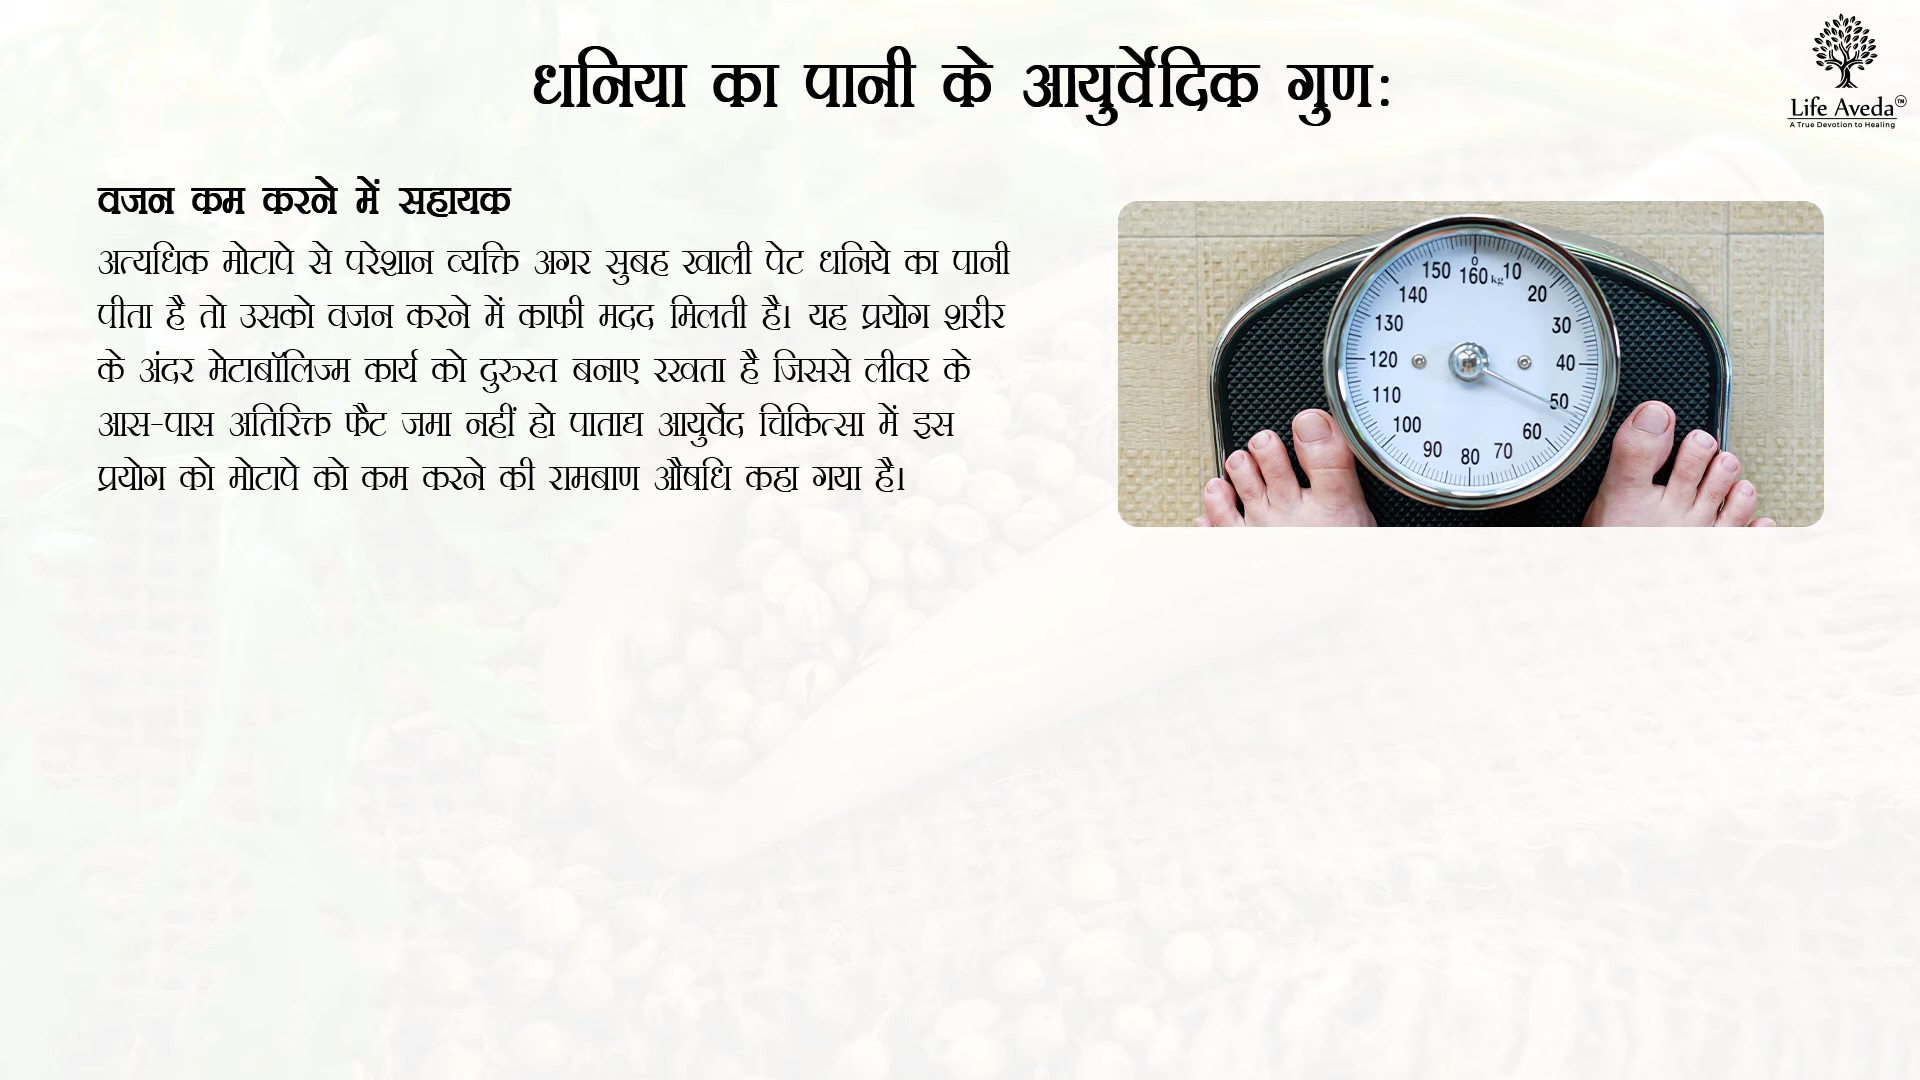 धनिया का पानी के आयुर्वेदिक गुण:
Life Aveda™
A True Devotion to Healing
वजन कम करने में सहायक
अत्यधिक मोटापे से परेशान व्यक्ति अगर सुबह खाली पेट धनिये का पानी
पीता है तो उसको वजन करने में काफी मदद मिलती है। यह प्रयोग शरीर
के अंदर मेटाबॉलिज्म कार्य को दुरुस्त बनाए रखता है जिससे लीवर के
आस-पास अतिरिक्त फैट जमा नहीं हो पाताद्य आयुर्वेद चिकित्सा में इस
प्रयोग को मोटापे को कम करने की रामबाण औषधि कहा गया है।
0
150 160 kg 10
140 20
130 30
120 40
110 50
100 60
90 80 70